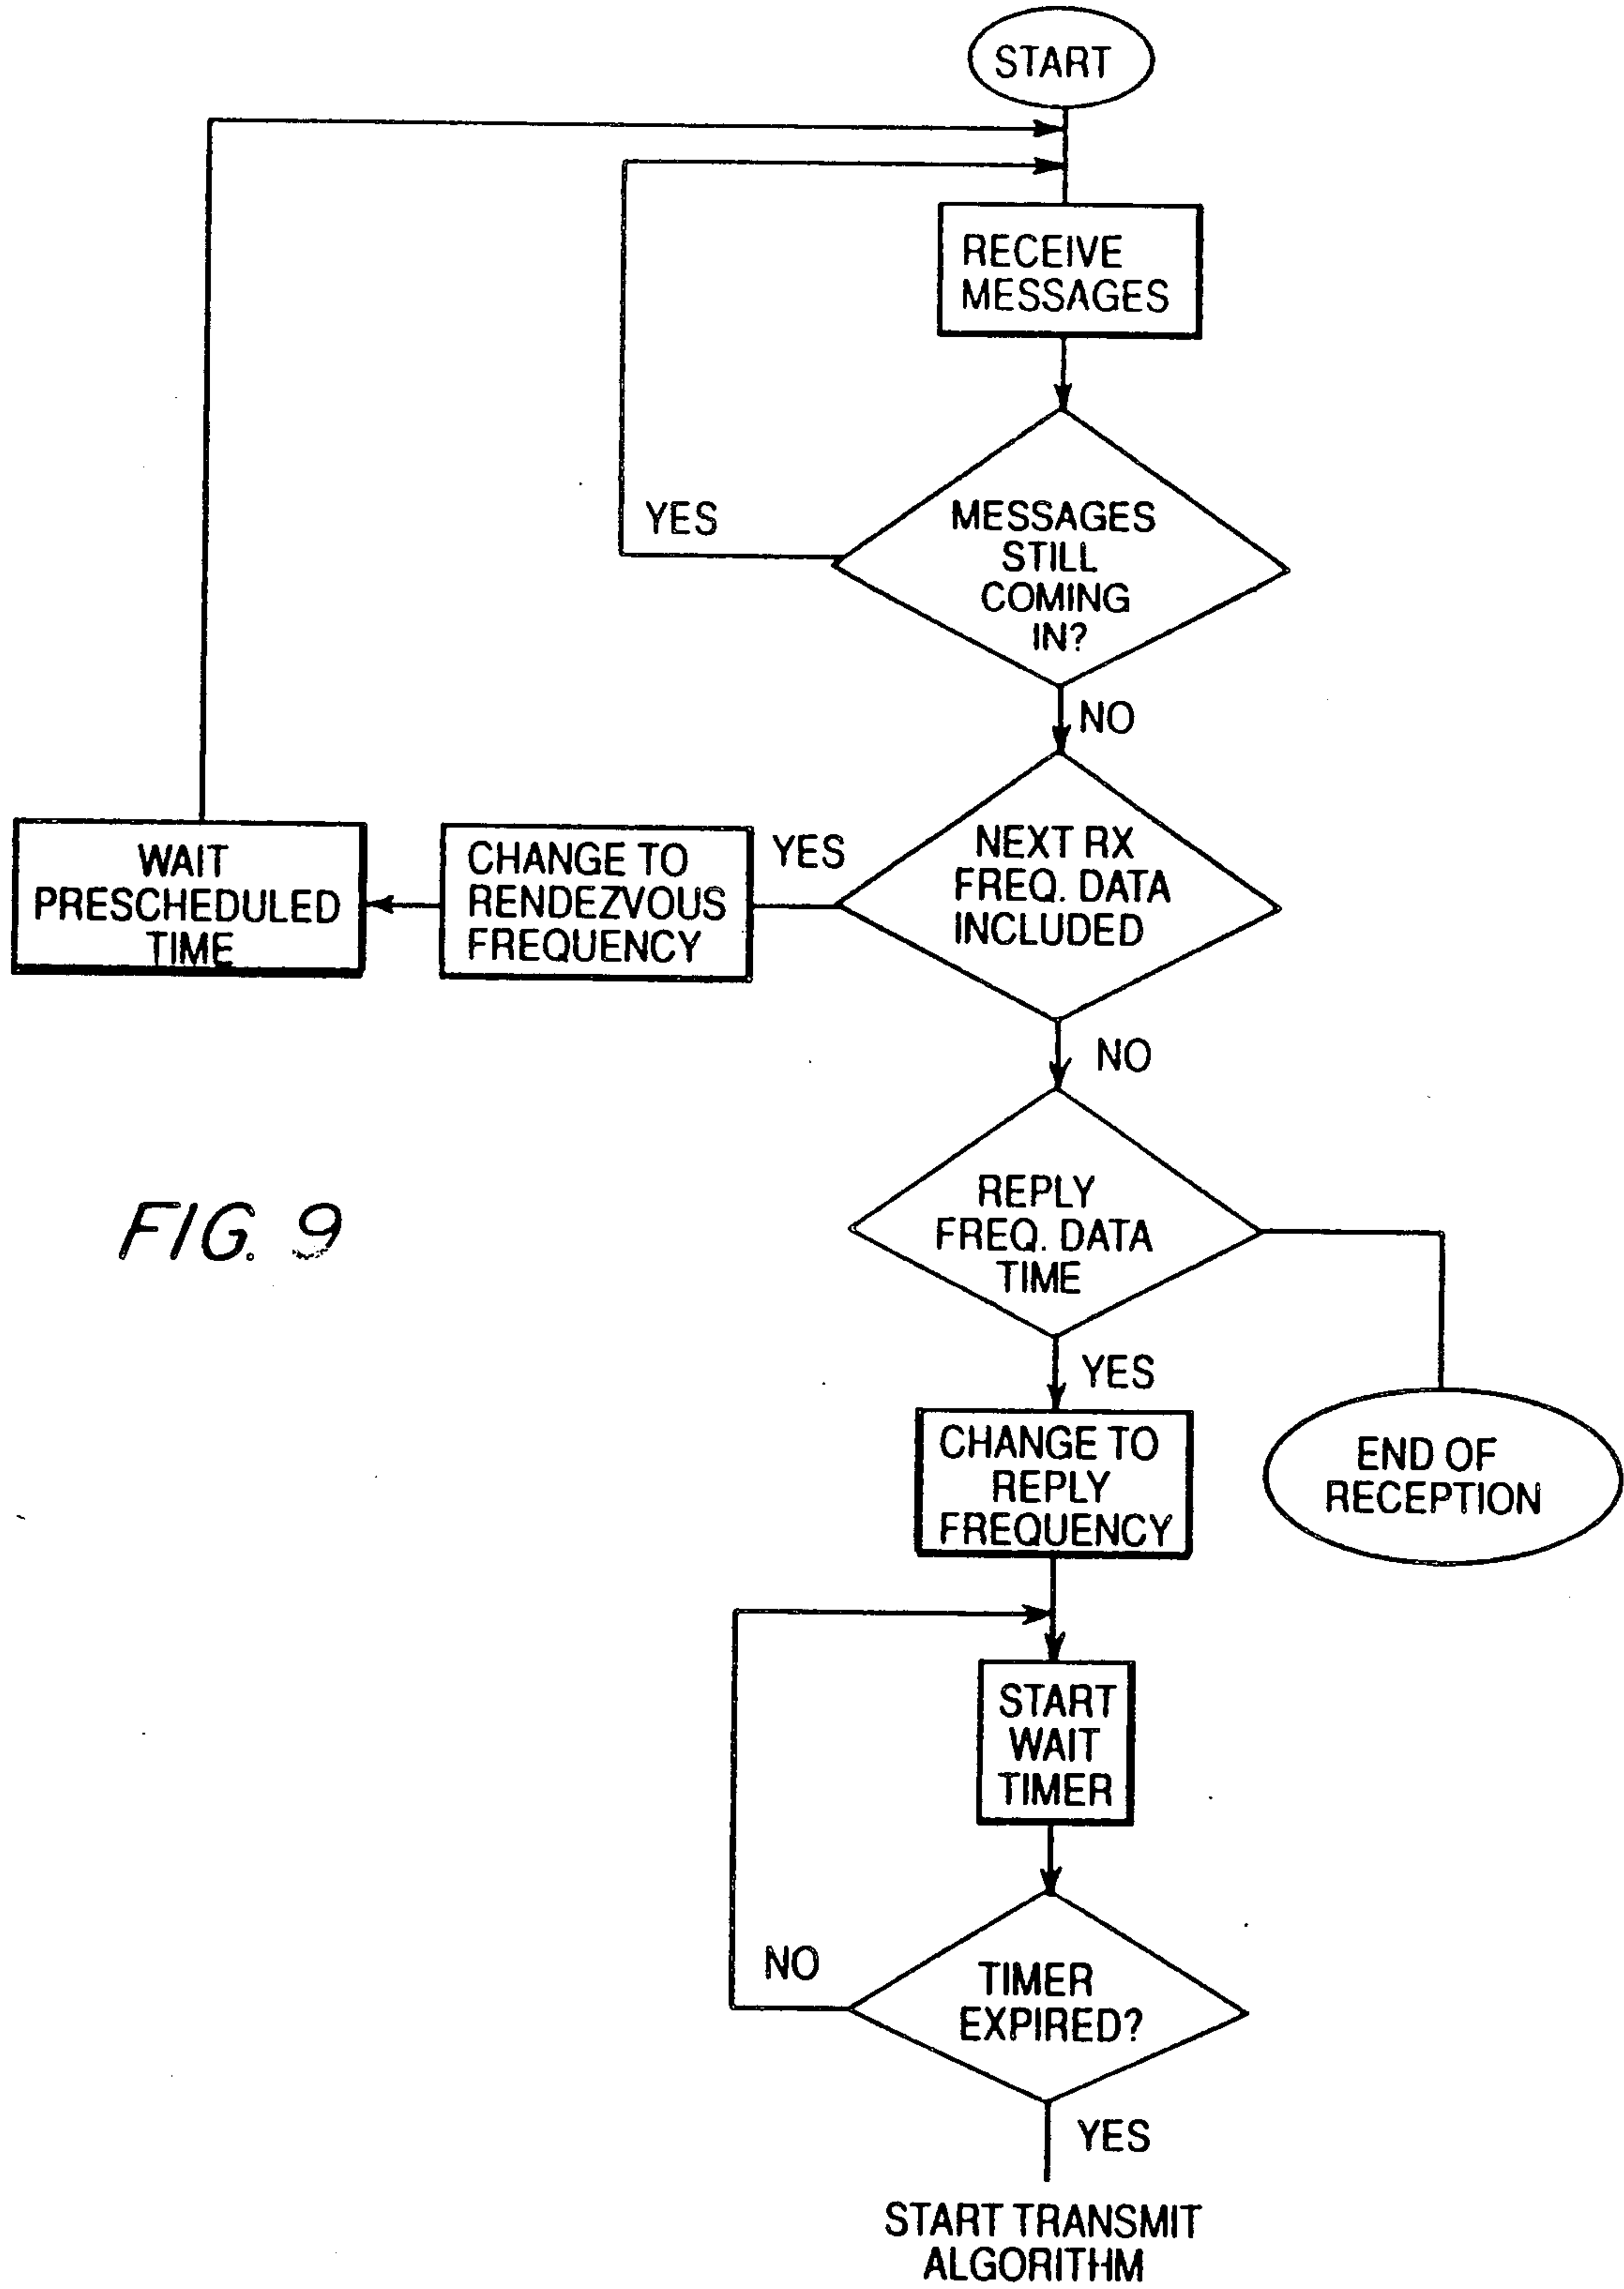 START
RECEIVE
MESSAGES
YES
MESSAGES
STILL
COMING
IN?
NO
WAIT
PRESCHEDULED
TIME
CHANGE TO
RENDEZVOUS
FREQUENCY
YES
NEXT RX
FREQ. DATA
INCLUDED
NO
FIG. 9
REPLY
FREQ. DATA
TIME
YES
CHANGE TO
REPLY
FREQUENCY
END OF
RECEPTION
START
WAIT
TIMER
NO
TIMER
EXPIRED?
YES
START TRANSMIT
ALGORITHM